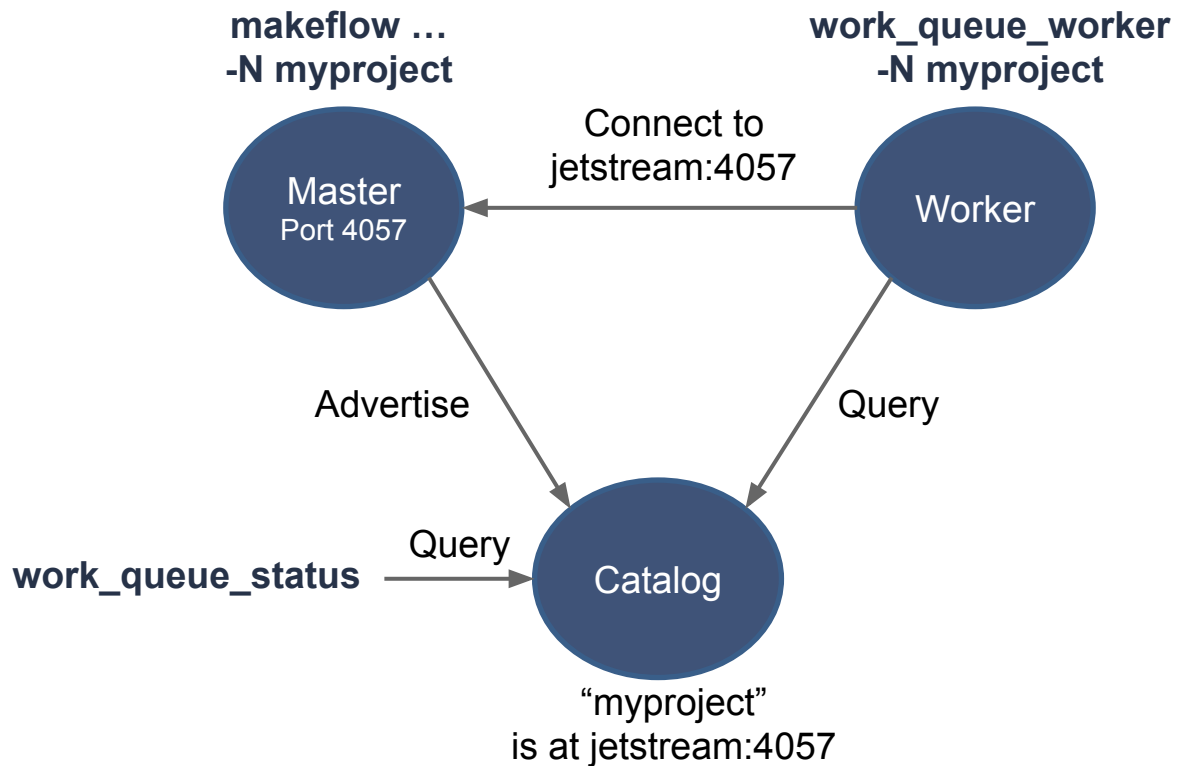 makeflow …
-N myproject
work_queue_worker
-N myproject
Connect to
jetstream:4057
Master
Port 4057
Worker
Advertise
Query
Query
work_queue_status
Catalog
“myproject”
is at jetstream:4057